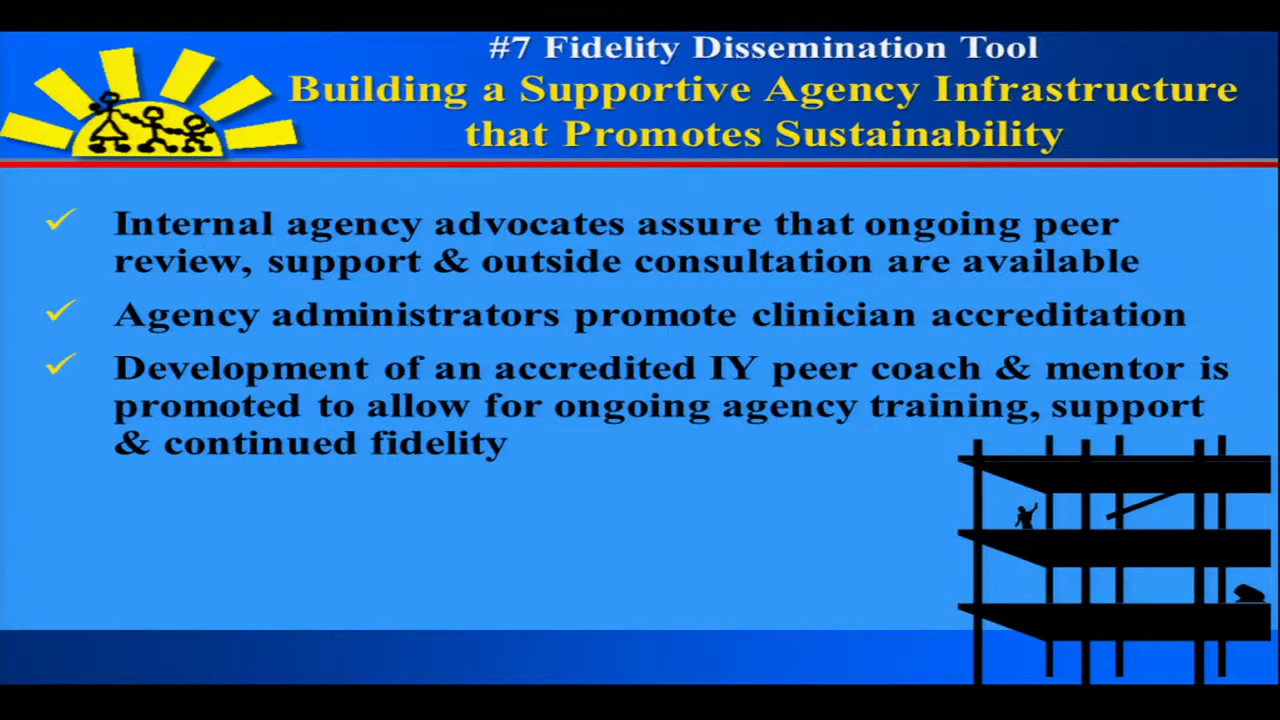 #7 Fidelity Dissemination Tool
Building a Supportive Agency Infrastructure
that Promotes Sustainability
Internal agency advocates assure that ongoing peer
review, support & outside consultation are available
Agency administrators promote clinician accreditation
Development of an accredited IY peer coach & mentor is
promoted to allow for ongoing agency training, support
& continued fidelity